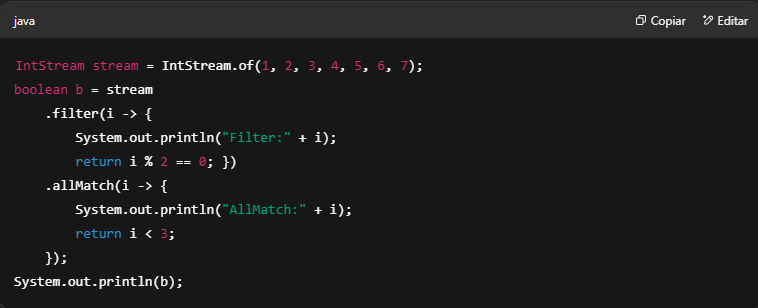 java Copiar Editar
IntStream stream = IntStream.of(1, 2, 3, 4, 5, 6, 7);
boolean b = stream
    .filter(i -> {
        System.out.println("Filter:" + i);
        return i % 2 == 0; })
    .allMatch(i -> {
        System.out.println("AllMatch:" + i);
        return i < 3;
    });
System.out.println(b);